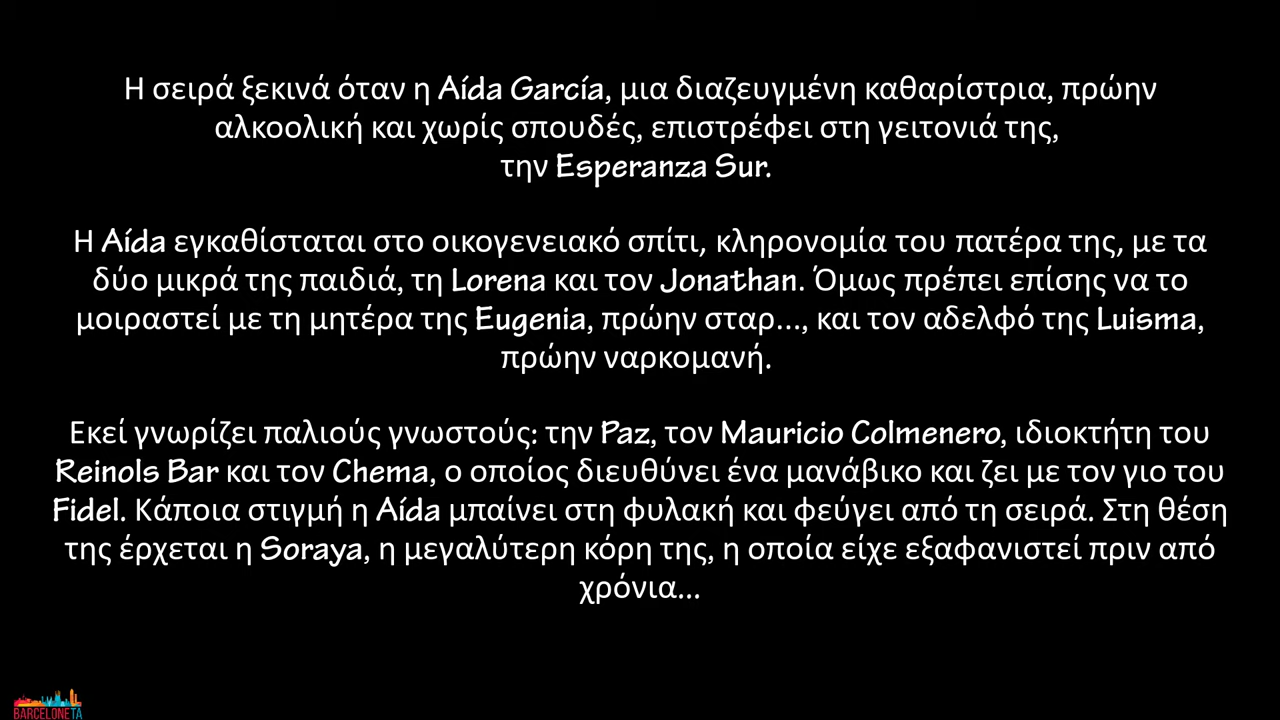 Η σειρά ξεκινά όταν η Aída García, μια διαζευγμένη καθαρίστρια, πρώην
αλκοολική και χωρίς σπουδές, επιστρέφει στη γειτονιά της,
την Esperanza Sur.
Η Aída εγκαθίσταται στο οικογενειακό σπίτι, κληρονομία του πατέρα της, με τα
δύο μικρά της παιδιά, τη Lorena και τον Jonathan. Όμως πρέπει επίσης να το
μοιραστεί με τη μητέρα της Eugenia, πρώην σταρ..., και τον αδελφό της Luisma,
πρώην ναρκομανή.
Εκεί γνωρίζει παλιούς γνωστούς: την Paz, τον Mauricio Colmenero, ιδιοκτήτη του
Reinols Bar και τον Chema, ο οποίος διευθύνει ένα μανάβικο και ζει με τον γιο του
Fidel. Κάποια στιγμή η Aída μπαίνει στη φυλακή και φεύγει από τη σειρά. Στη θέση
της έρχεται η Soraya, η μεγαλύτερη κόρη της, η οποία είχε εξαφανιστεί πριν από
χρόνια...
BARCELONETA